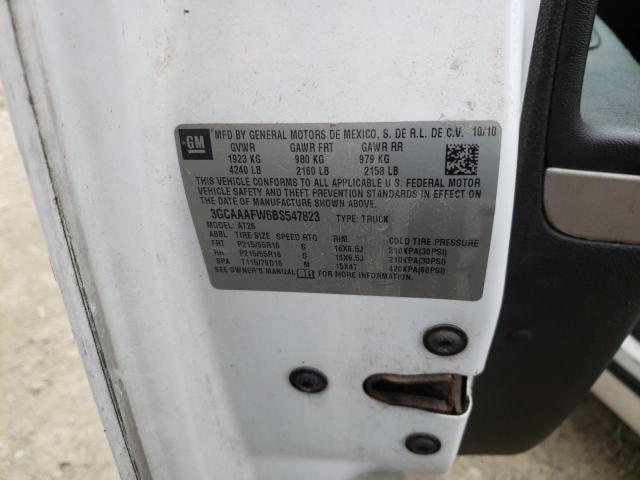 GM MFD BY GENERAL MOTORS DE MEXICO, S. DE R.L. DE C.V. 10/10
GVWR GAWR FRT GAWR RR
1923 KG 980 KG 979 KG
4240 LB 2160 LB 2158 LB
THIS VEHICLE CONFORMS TO ALL APPLICABLE U.S. FEDERAL MOTOR
VEHICLE SAFETY AND THEFT PREVENTION STANDARDS IN EFFECT ON
THE DATE OF MANUFACTURE SHOWN ABOVE.
3GCAAAFW6BS547823 TYPE: TRUCK
MODEL: AT26
ABBL TIRE SIZE SPEED RTG RIM COLD TIRE PRESSURE
FRT P215/55R16 S 16X6.5J 210KPA(30PSI)
RR P215/55R16 S 16X6.5J 210KPA(30PSI)
SPA T115/70D15 M 15X4T 420KPA(60PSI)
SEE OWNER'S MANUAL FOR MORE INFORMATION.